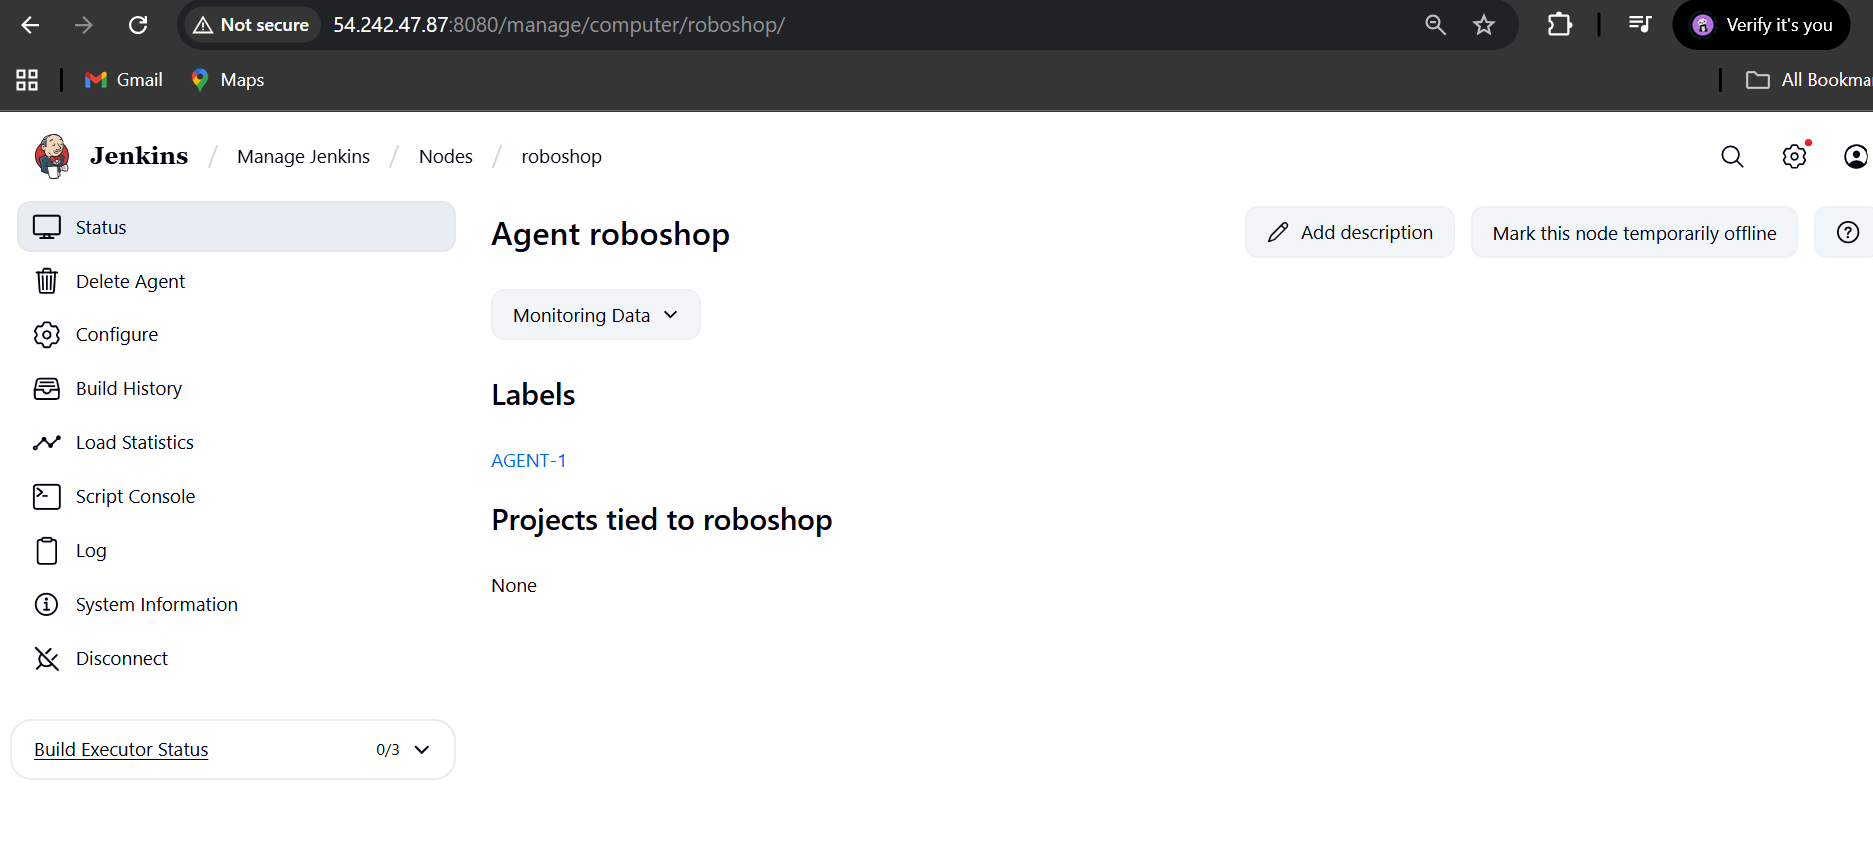 Not secure 54.242.47.87:8080/manage/computer/roboshop/ Verify it's you
Gmail Maps All Bookma
Jenkins / Manage Jenkins / Nodes / roboshop
Status
Delete Agent
Configure
Build History
Load Statistics
Script Console
Log
System Information
Disconnect
Build Executor Status 0/3
Agent roboshop
Add description
Mark this node temporarily offline
Monitoring Data
Labels
AGENT-1
Projects tied to roboshop
None